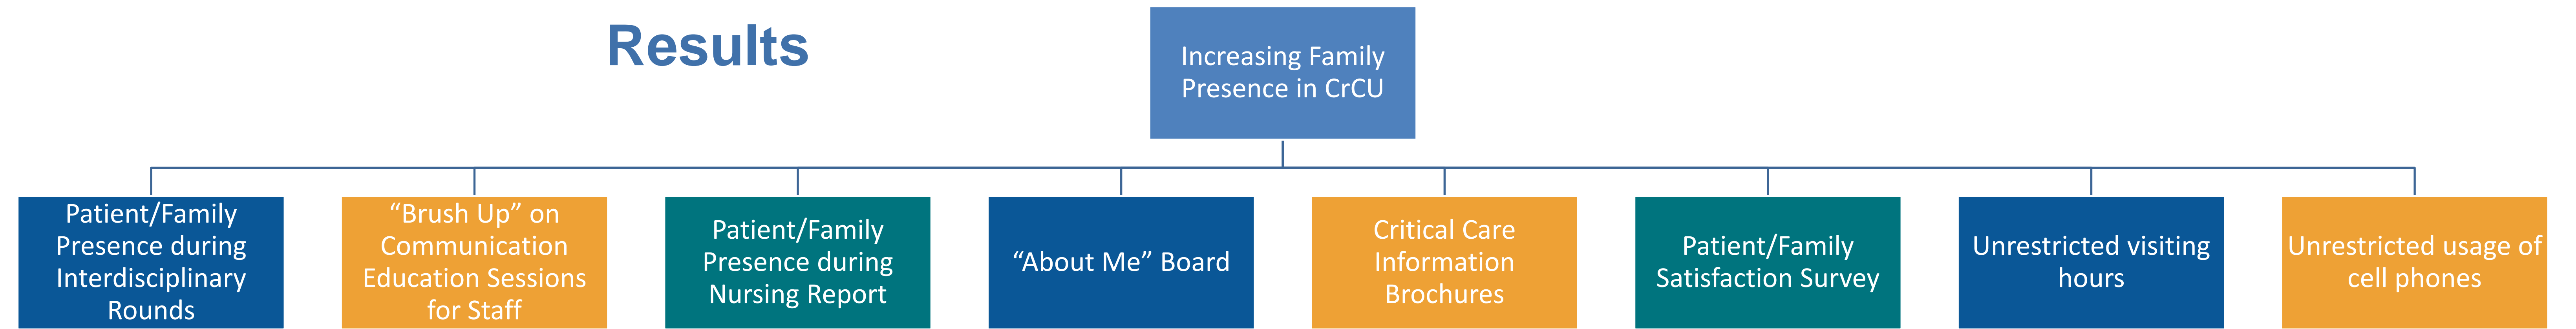 Results
Increasing Family
Presence in CrCU
Patient/Family
Presence during
Interdisciplinary
Rounds
“Brush Up” on
Communication
Education Sessions
for Staff
Patient/Family
Presence during
Nursing Report
“About Me” Board
Critical Care
Information
Brochures
Patient/Family
Satisfaction Survey
Unrestricted visiting
hours
Unrestricted usage of
cell phones